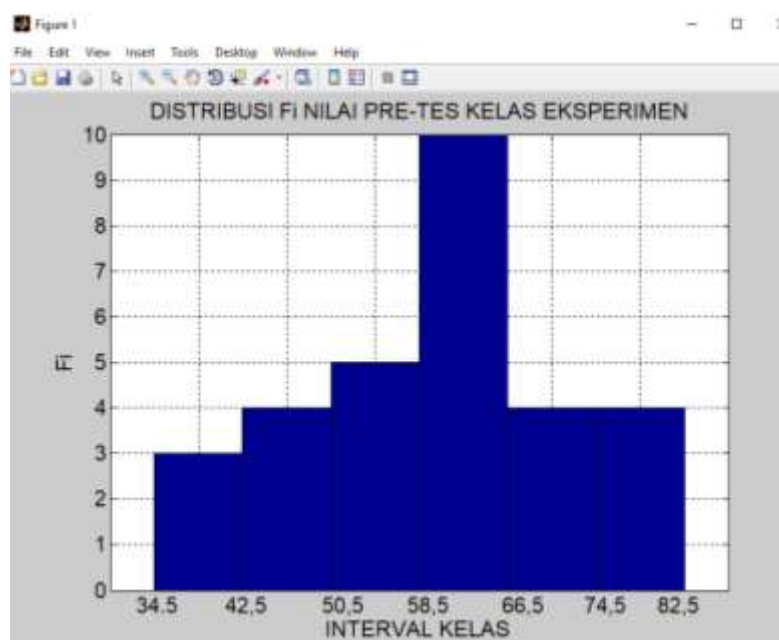 Figure 1
File Edit View Insert Tools Desktop Window Help
DISTRIBUSI Fi NILAI PRE-TES KELAS EKSPERIMEN
10
9
8
7
6
5
4
3
2
1
0
Fi
34.5 42,5 50,5 58,5 66,5 74,5 82,5
INTERVAL KELAS